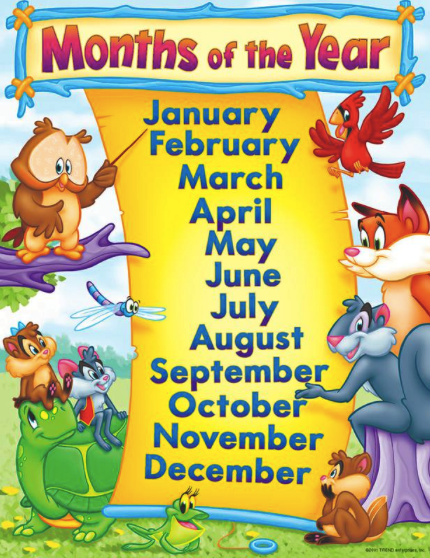 Months of the Year
January
February
March
April
May
June
July
August
September
October
November
December